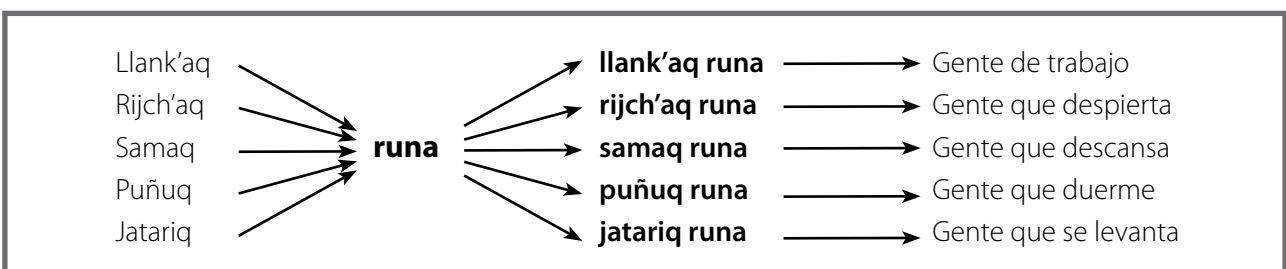 Llank’aq llank’aq runa Gente de trabajo
Rijch’aq rijch’aq runa Gente que despierta
Samaq runa samaq runa Gente que descansa
Puñuq puñuq runa Gente que duerme
Jatariq jatariq runa Gente que se levanta